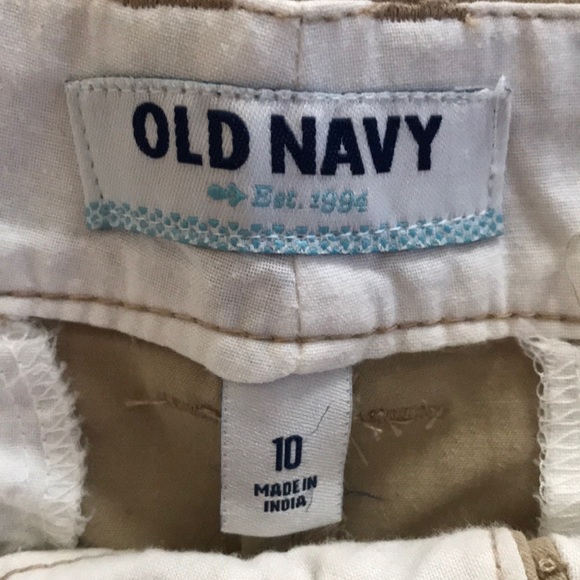 OLD NAVY
Est. 1994
10
MADE IN
INDIA